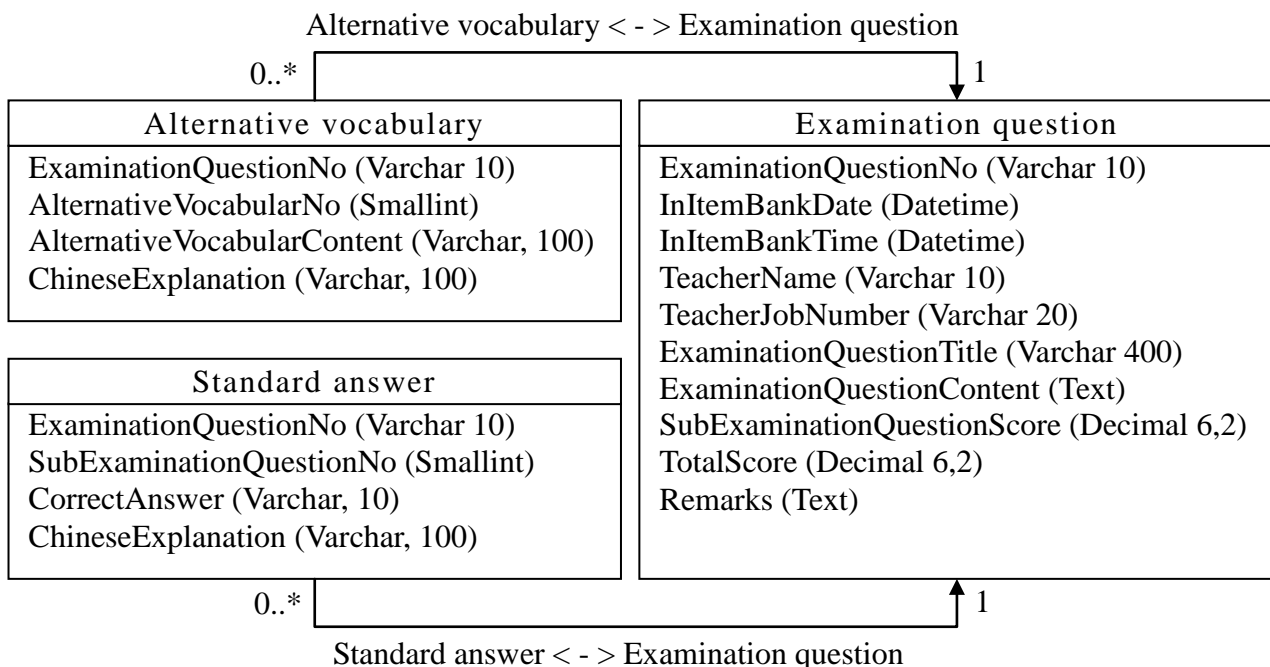 Alternative vocabulary < - > Examination question
0..*
1
Alternative vocabulary
ExaminationQuestionNo (Varchar 10)
AlternativeVocabularNo (Smallint)
AlternativeVocabularContent (Varchar, 100)
ChineseExplanation (Varchar, 100)
Examination question
ExaminationQuestionNo (Varchar 10)
InItemBankDate (Datetime)
InItemBankTime (Datetime)
TeacherName (Varchar 10)
TeacherJobNumber (Varchar 20)
ExaminationQuestionTitle (Varchar 400)
ExaminationQuestionContent (Text)
SubExaminationQuestionScore (Decimal 6,2)
TotalScore (Decimal 6,2)
Remarks (Text)
Standard answer
ExaminationQuestionNo (Varchar 10)
SubExaminationQuestionNo (Smallint)
CorrectAnswer (Varchar, 10)
ChineseExplanation (Varchar, 100)
0..*
1
Standard answer < - > Examination question